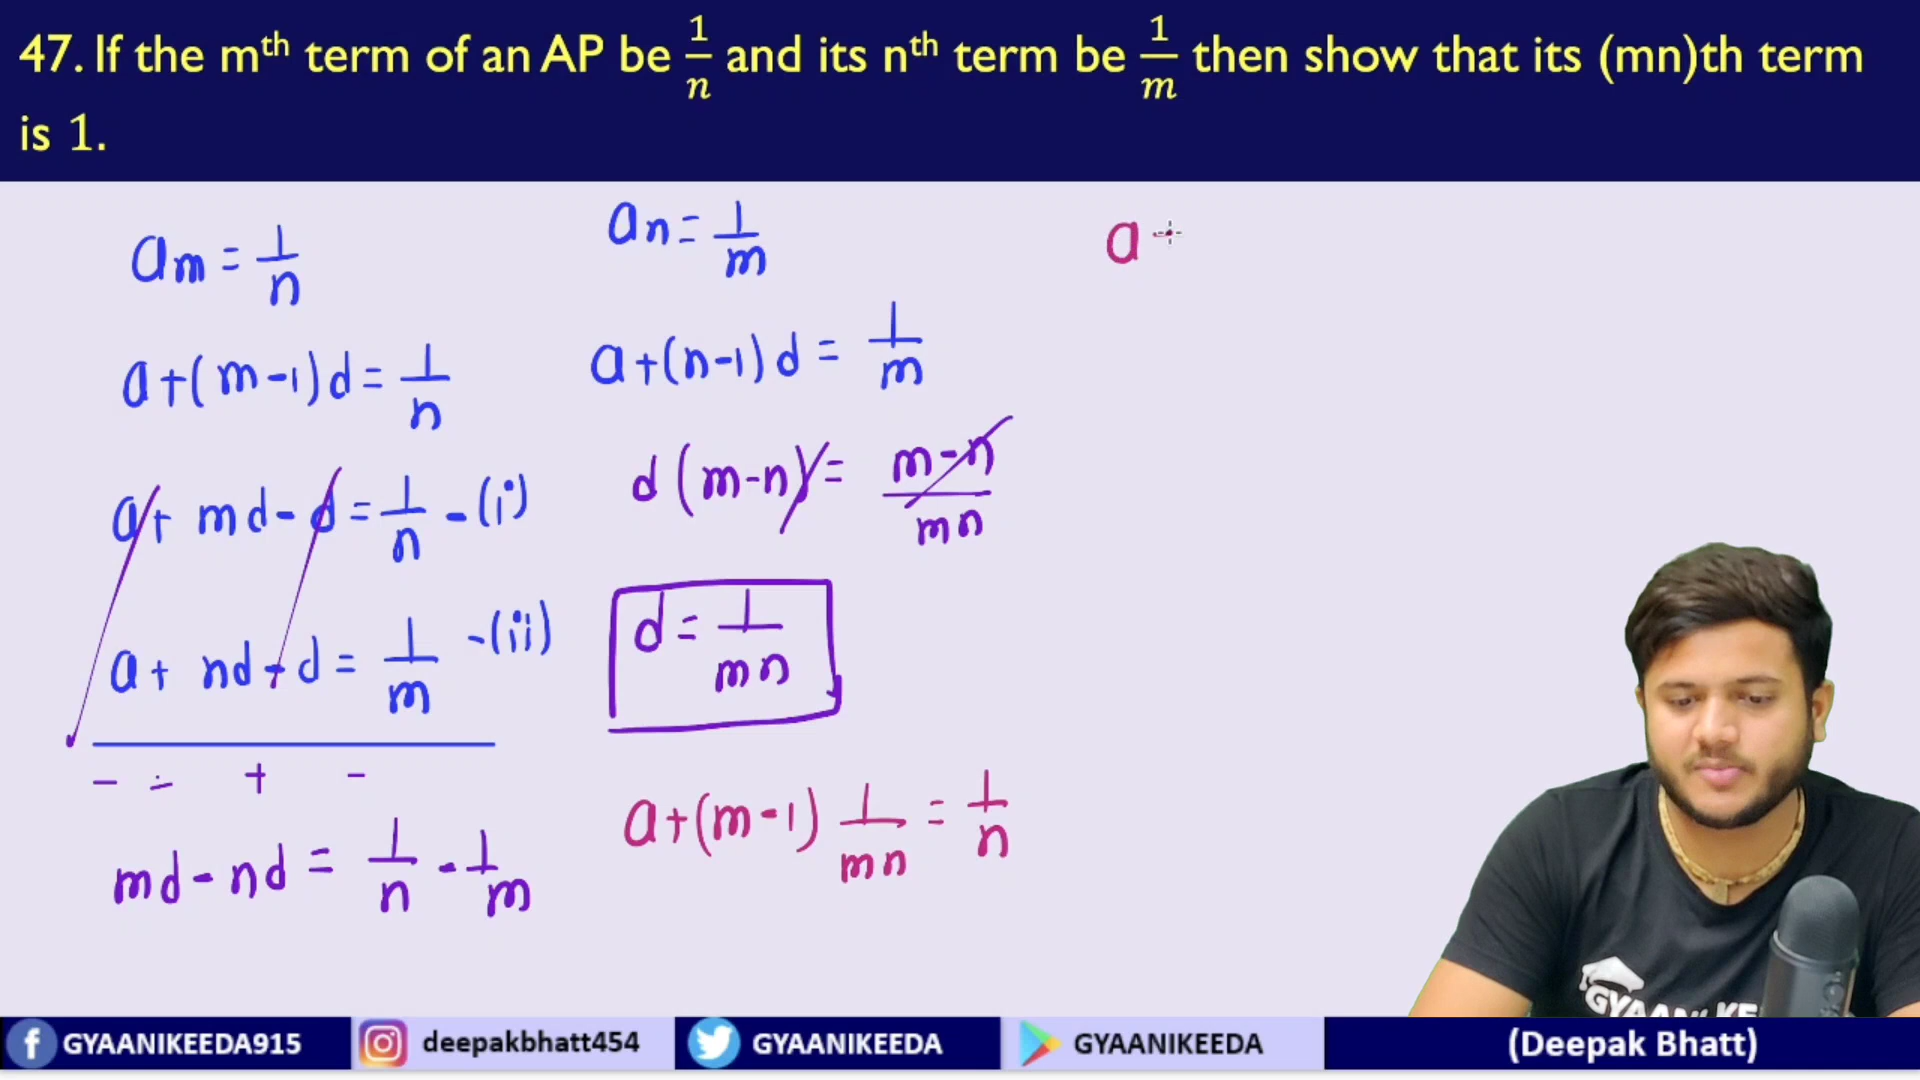 47. If the mᵗʰ term of an AP be 1/n and its nᵗʰ term be 1/m then show that its (mn)th term
is 1.
am = 1/n
a+(m-1)d = 1/n
a+ md-d = 1/n -(i)
a+ nd-d = 1/m -(ii)
- - + -
md-nd = 1/n - 1/m
an = 1/m
a+(n-1)d = 1/m
d(m-n) = m-n/mn
d = 1/mn
a+(m-1) 1/mn = 1/n
a +
GYAANI KE
GYAANIKEEDA915
deepakbhatt454
GYAANIKEEDA
GYAANIKEEDA
(Deepak Bhatt)